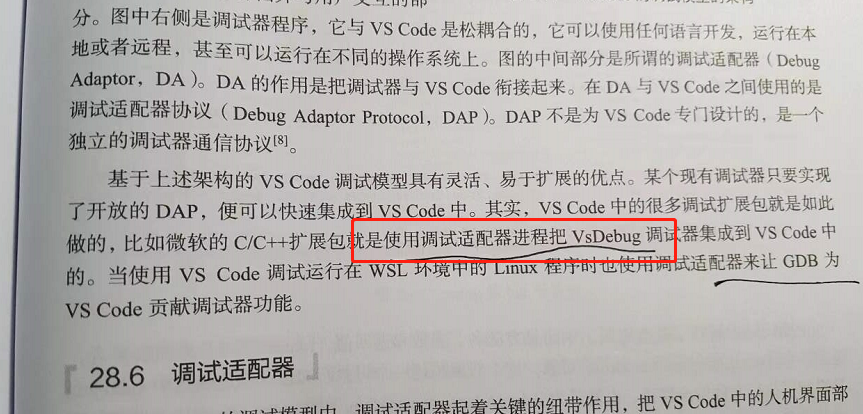 分。图中右侧是调试器程序，它与 VS Code 是松耦合的，它可以使用任何语言开发，运行在本
地或者远程，甚至可以运行在不同的操作系统上。图的中间部分是所谓的调试适配器（Debug
Adaptor，DA）。DA 的作用是把调试器与 VS Code 衔接起来。在 DA 与 VS Code 之间使用的是
调试适配器协议（Debug Adaptor Protocol，DAP）。DAP 不是为 VS Code 专门设计的，是一个
独立的调试器通信协议[8]。
基于上述架构的 VS Code 调试模型具有灵活、易于扩展的优点。某个现有调试器只要实现
了开放的 DAP，便可以快速集成到 VS Code 中。其实，VS Code 中的很多调试扩展包就是如此
做的，比如微软的 C/C++扩展包就是使用调试适配器进程把 VsDebug 调试器集成到 VS Code 中
的。当使用 VS Code 调试运行在 WSL 环境中的 Linux 程序时也使用调试适配器来让 GDB 为
VS Code 贡献调试器功能。
「 28.6 调试适配器 」
的调试模型中，调试适配器起着关键的纽带作用，把 VS Code 中的人机界面部